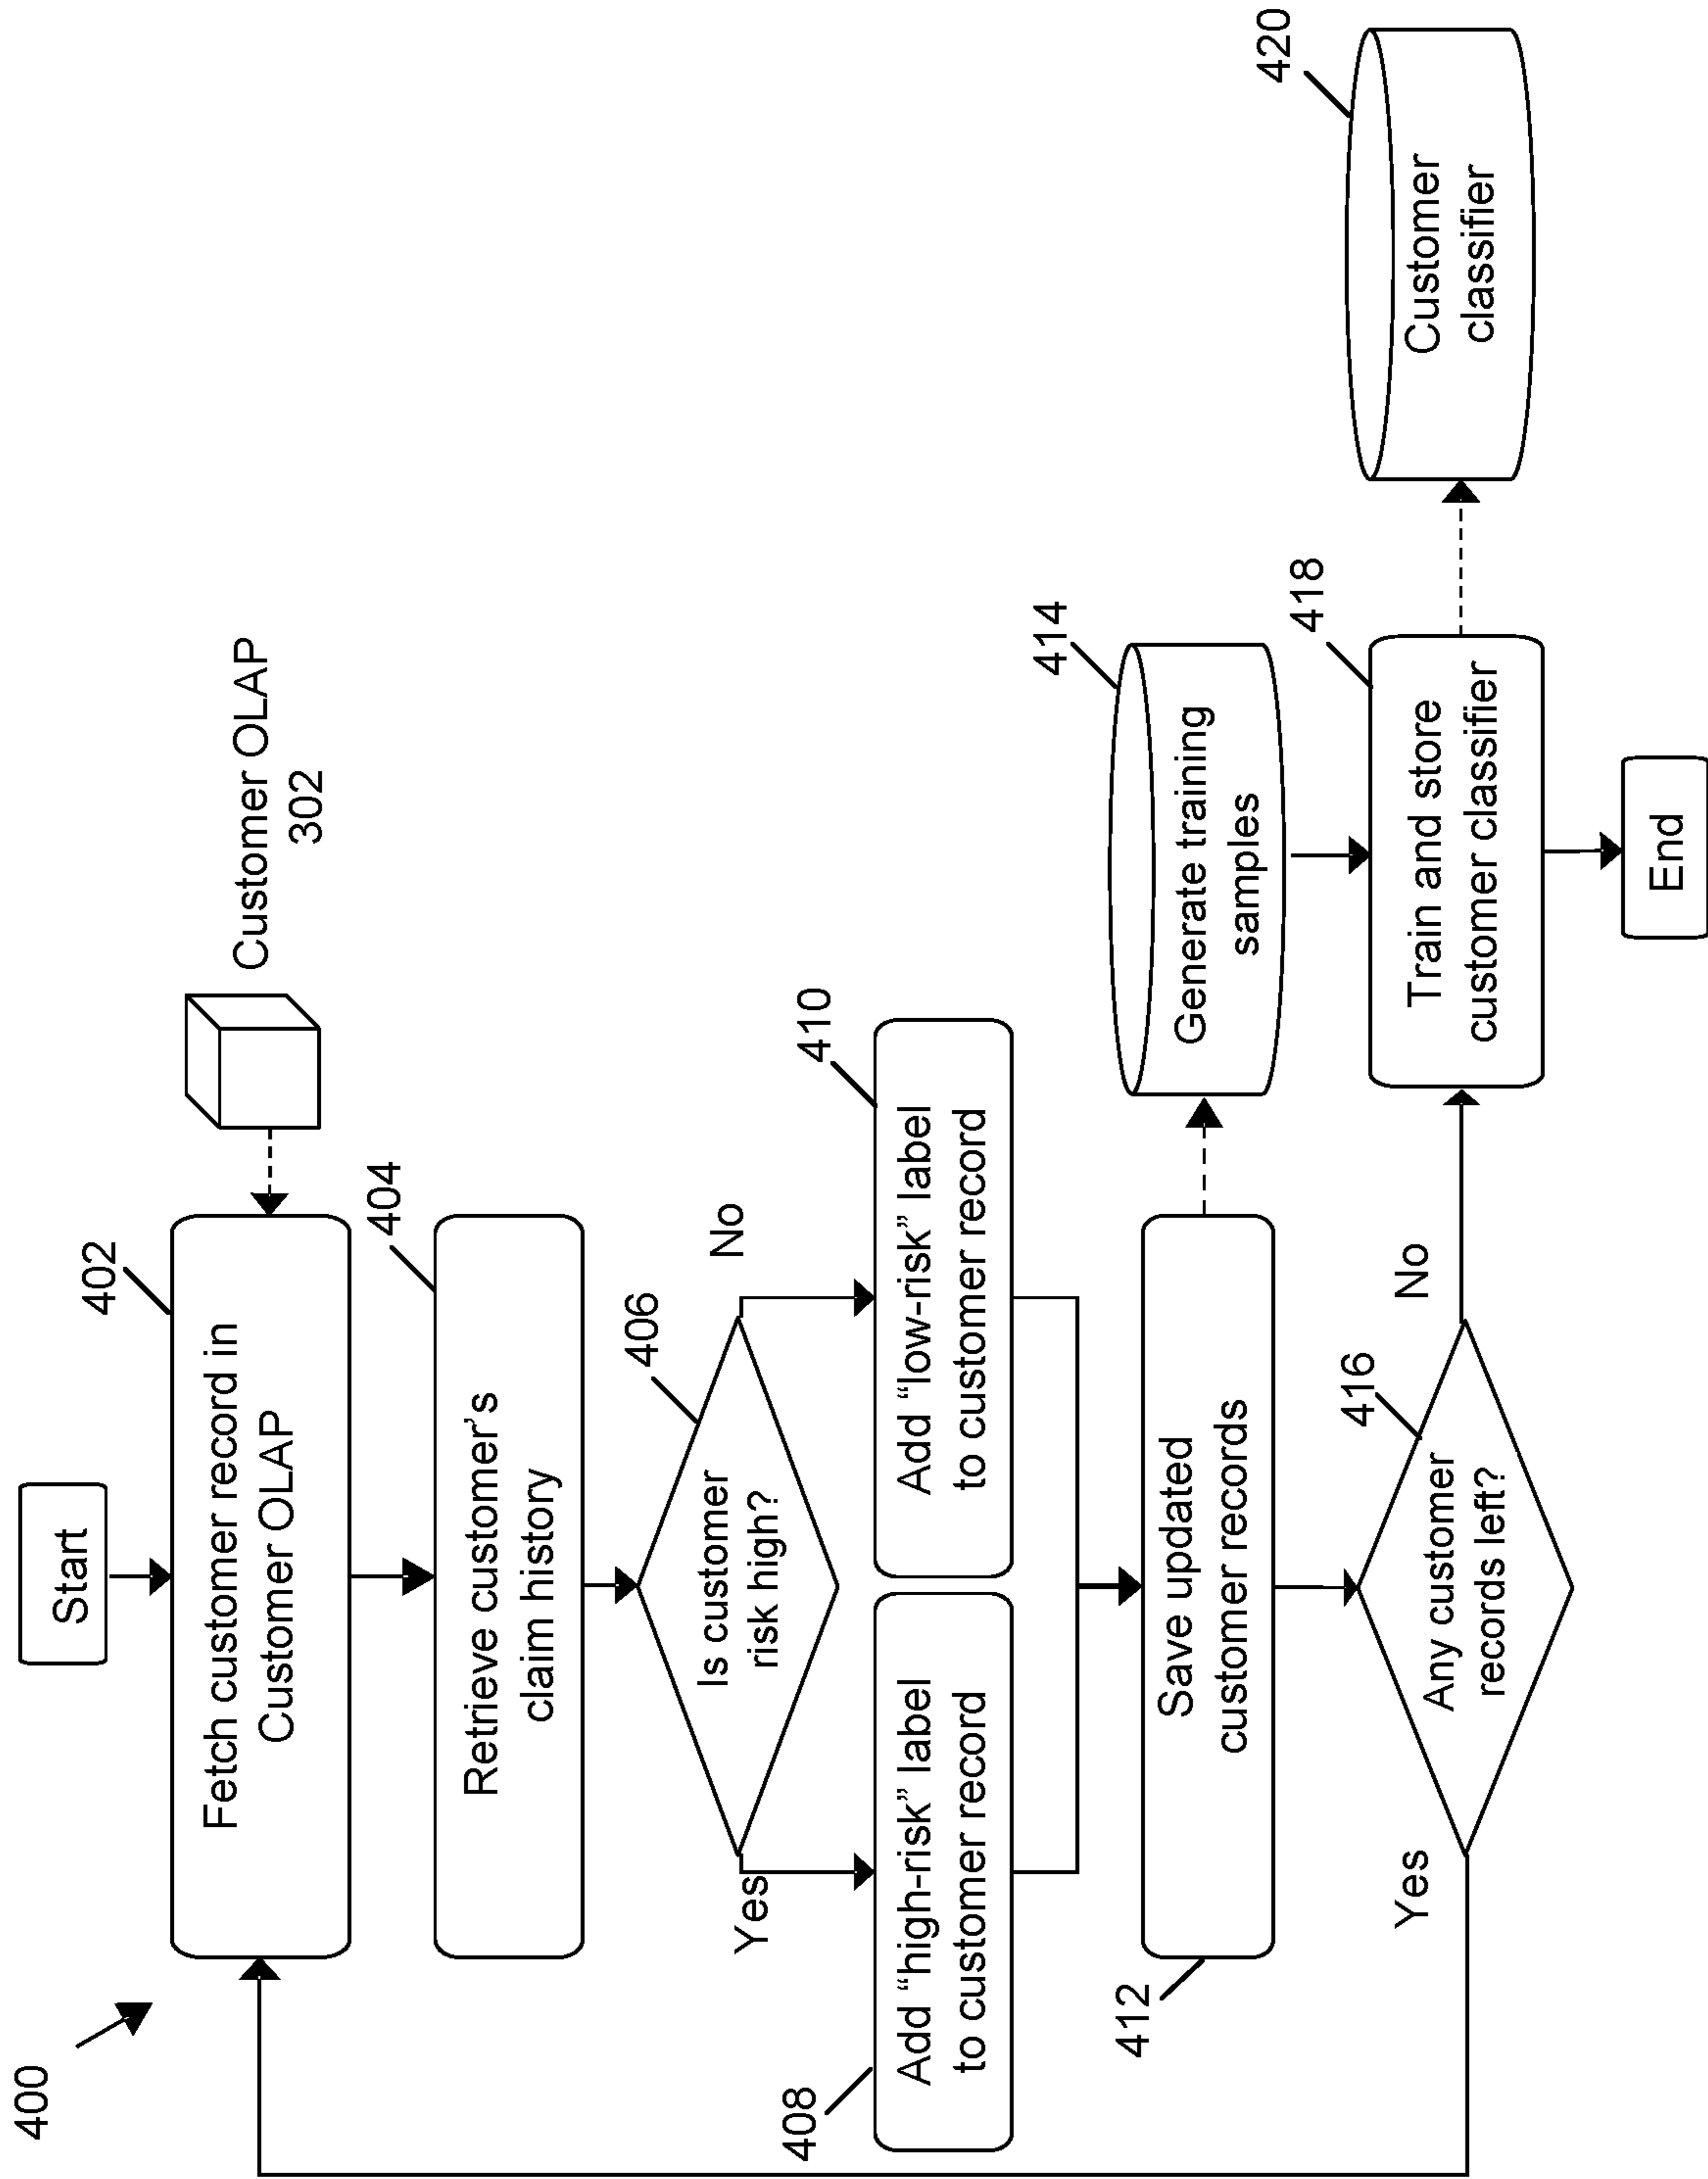 400
Start
402
Fetch customer record in
Customer OLAP
Customer OLAP
302
404
Retrieve customer’s
claim history
406
Is customer
risk high?
Yes
No
408
Add “high-risk” label
to customer record
410
Add “low-risk” label
to customer record
412
Save updated
customer records
414
Generate training
samples
416
Any customer
records left?
Yes
No
418
Train and store
customer classifier
420
Customer
classifier
End